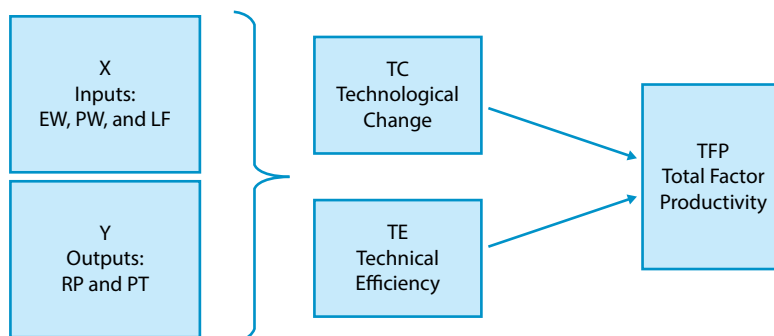 X
Inputs:
EW, PW, and LF
Y
Outputs:
RP and PT
TC
Technological
Change
TE
Technical
Efficiency
TFP
Total Factor
Productivity